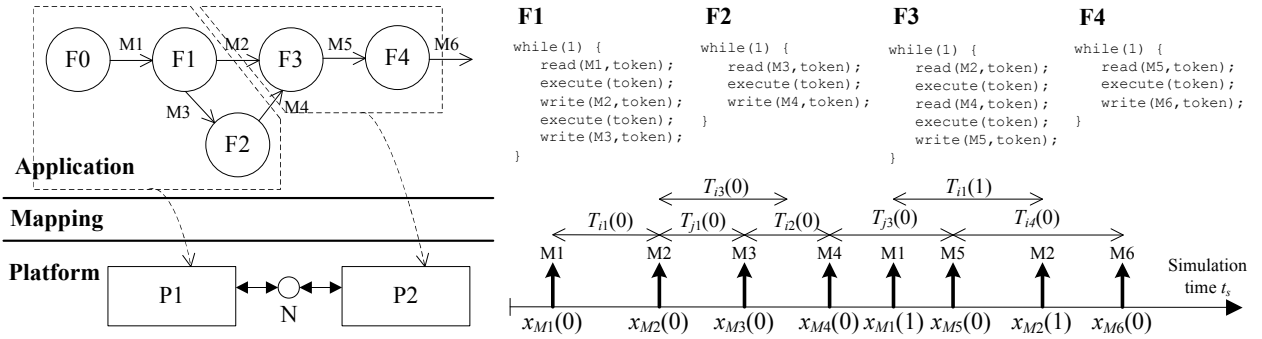 F0
M1
F1
M2
F3
M5
F4
M6
M3
M4
F2
Application
Mapping
Platform
P1
N
P2
F1
while(1) {
read(M1,token);
execute(token);
write(M2,token);
execute(token);
write(M3,token);
}
F2
while(1) {
read(M3,token);
execute(token);
write(M4,token);
}
F3
while(1) {
read(M2,token);
execute(token);
read(M4,token);
execute(token);
write(M5,token);
}
F4
while(1) {
read(M5,token);
execute(token);
write(M6,token);
}
Ti3(0)
Ti1(1)
Ti1(0)
Tj1(0)
Ti2(0)
Tj3(0)
Ti4(0)
M1
M2
M3
M4
M1
M5
M2
M6
Simulation
time ts
xM1(0)
xM2(0)
xM3(0)
xM4(0)
xM1(1)
xM5(0)
xM2(1)
xM6(0)